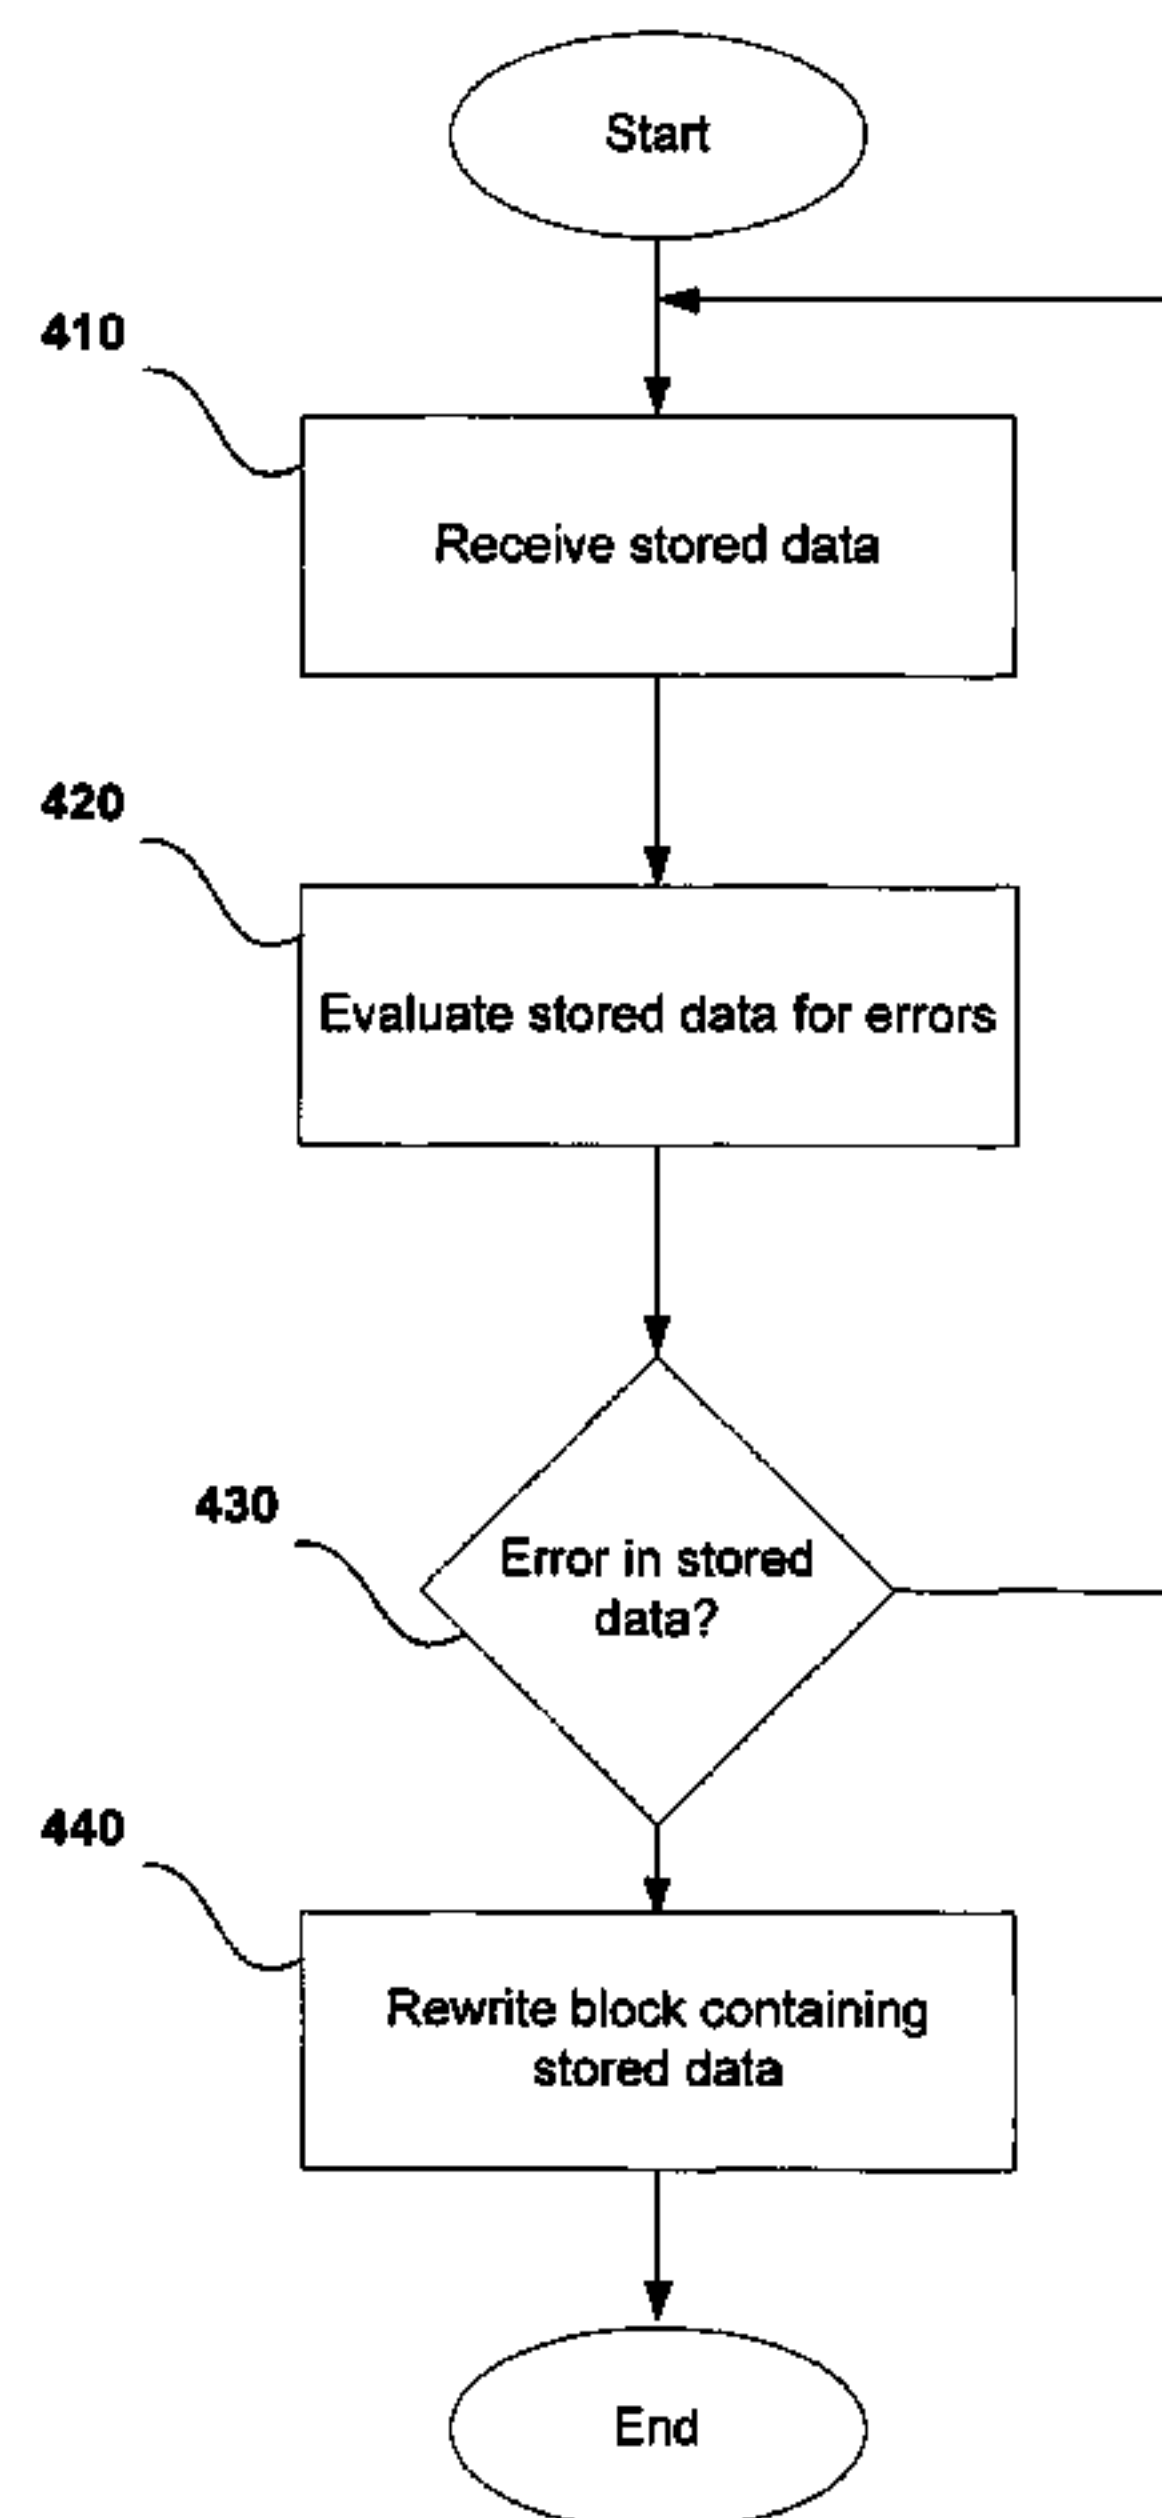 Start
410
Receive stored data
420
Evaluate stored data for errors
430
Error in stored
data?
440
Rewrite block containing
stored data
End